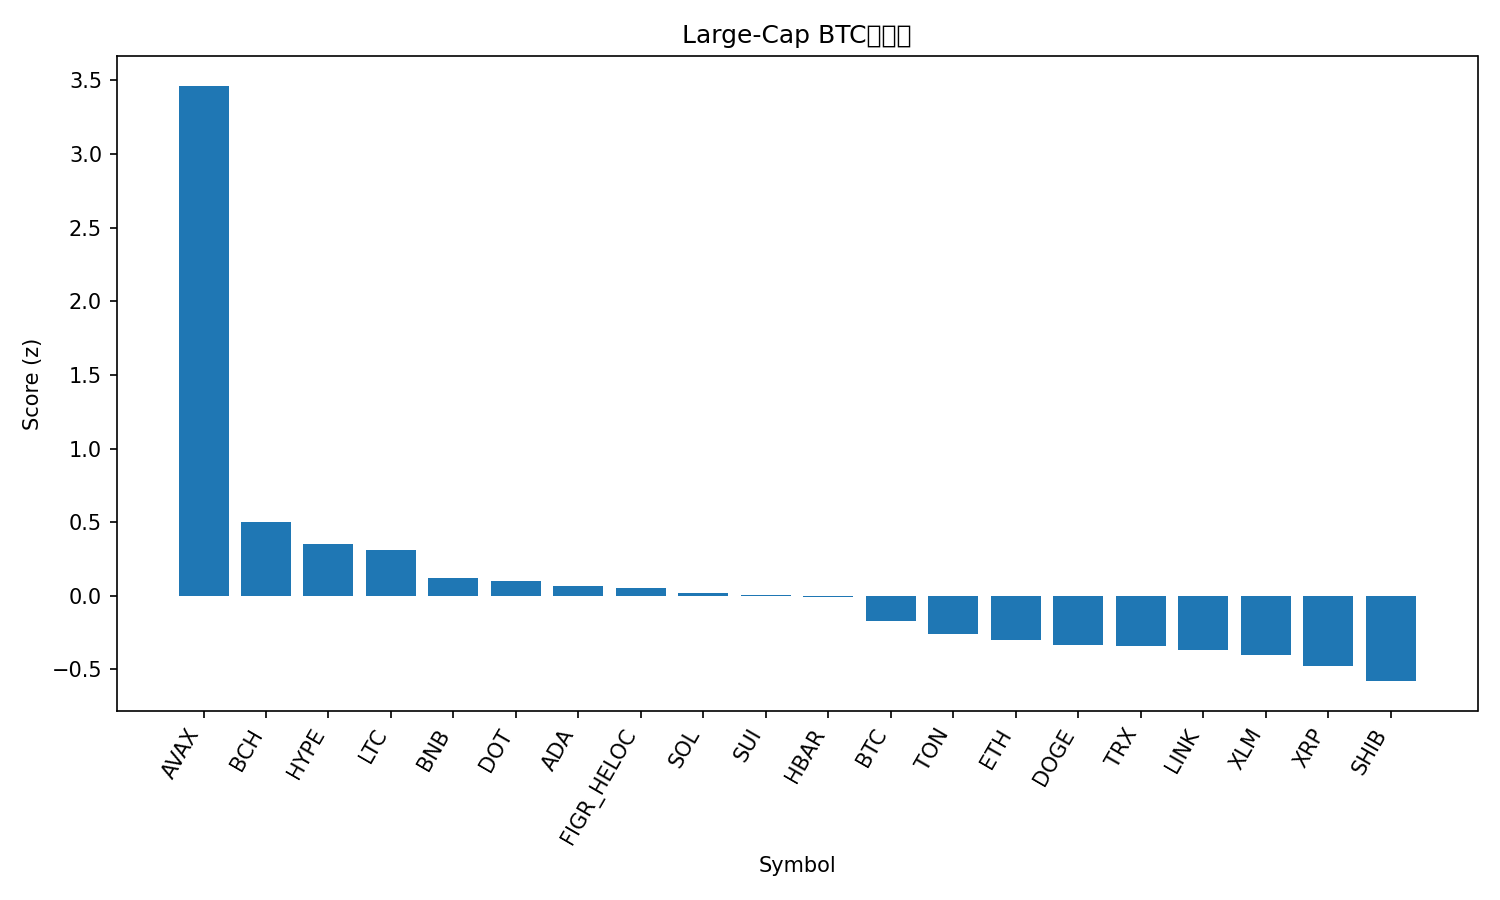 Large-Cap BTC
3.5
3.0
2.5
2.0
1.5
1.0
0.5
0.0
−0.5
Score (z)
AVAX
BCH
HYPE
LTC
BNB
DOT
ADA
FIGR_HELOC
SOL
SUI
HBAR
BTC
TON
ETH
DOGE
TRX
LINK
XLM
XRP
SHIB
Symbol